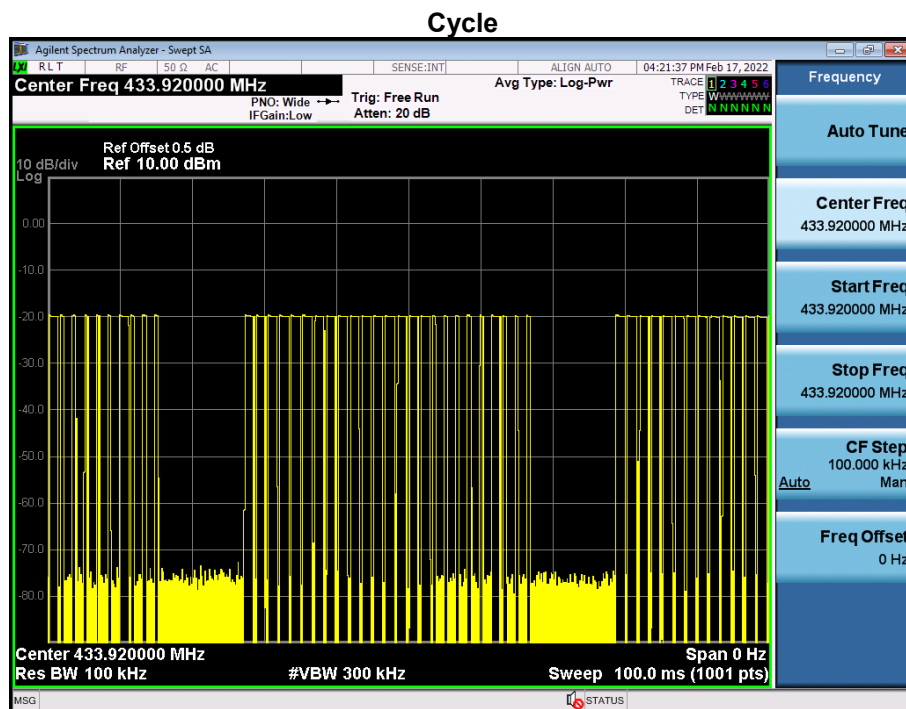 Cycle
Agilent Spectrum Analyzer - Swept SA
LXI RLT RF 50 Ω AC SENSE:INT ALIGN AUTO 04:21:37 PM Feb 17, 2022
Center Freq 433.920000 MHz Avg Type: Log-Pwr TRACE 1 2 3 4 5 6
PNO: Wide Trig: Free Run TYPE WWWWWW
IFGain:Low Atten: 20 dB DET N N N N N N
Ref Offset 0.5 dB
10 dB/div Ref 10.00 dBm
Log
0.00
-10.0
-20.0
-30.0
-40.0
-50.0
-60.0
-70.0
-80.0
Center 433.920000 MHz Span 0 Hz
Res BW 100 kHz #VBW 300 kHz Sweep 100.0 ms (1001 pts)
MSG STATUS
Frequency
Auto Tune
Center Freq
433.920000 MHz
Start Freq
433.920000 MHz
Stop Freq
433.920000 MHz
CF Step
100.000 kHz
Auto Man
Freq Offset
0 Hz